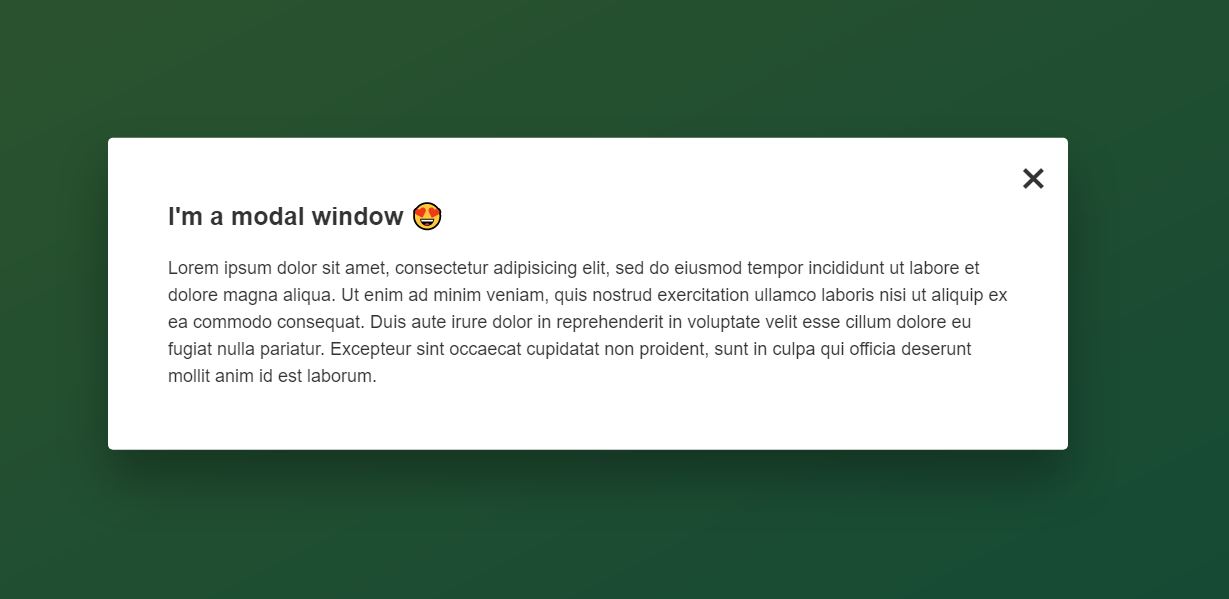 I'm a modal window 😍
Lorem ipsum dolor sit amet, consectetur adipisicing elit, sed do eiusmod tempor incididunt ut labore et
dolore magna aliqua. Ut enim ad minim veniam, quis nostrud exercitation ullamco laboris nisi ut aliquip ex
ea commodo consequat. Duis aute irure dolor in reprehenderit in voluptate velit esse cillum dolore eu
fugiat nulla pariatur. Excepteur sint occaecat cupidatat non proident, sunt in culpa qui officia deserunt
mollit anim id est laborum.